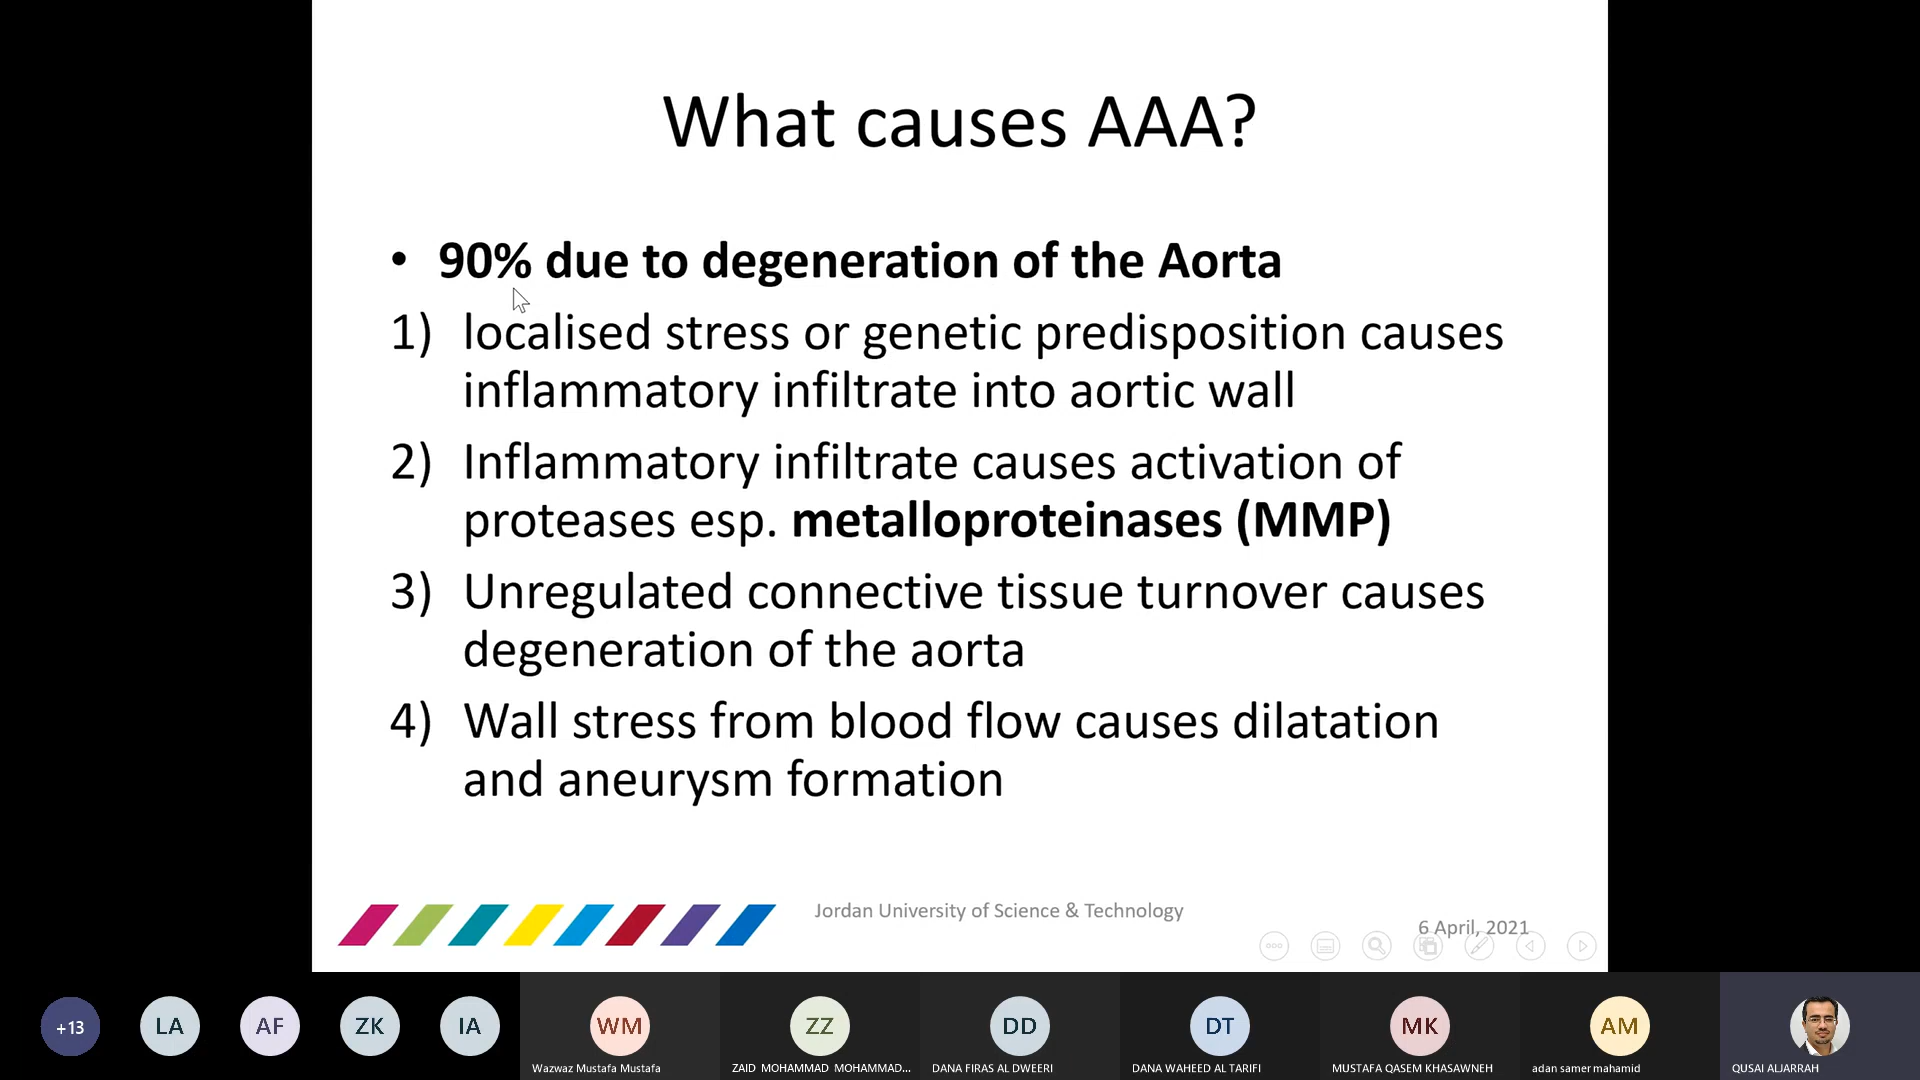 What causes AAA?
• 90% due to degeneration of the Aorta
1) localised stress or genetic predisposition causes
inflammatory infiltrate into aortic wall
2) Inflammatory infiltrate causes activation of
proteases esp. metalloproteinases (MMP)
3) Unregulated connective tissue turnover causes
degeneration of the aorta
4) Wall stress from blood flow causes dilatation
and aneurysm formation
Jordan University of Science & Technology
6 April, 2021
+13 LA AF ZK IA WM ZZ DD DT MK AM
Wazwaz Mustafa Mustafa ZAID MOHAMMAD MOHAMMAD... DANA FIRAS AL DWEERI DANA WAHEED AL TARIFI MUSTAFA QASEM KHASAWNEH adan samer mahamid QUSAI ALJARRAH